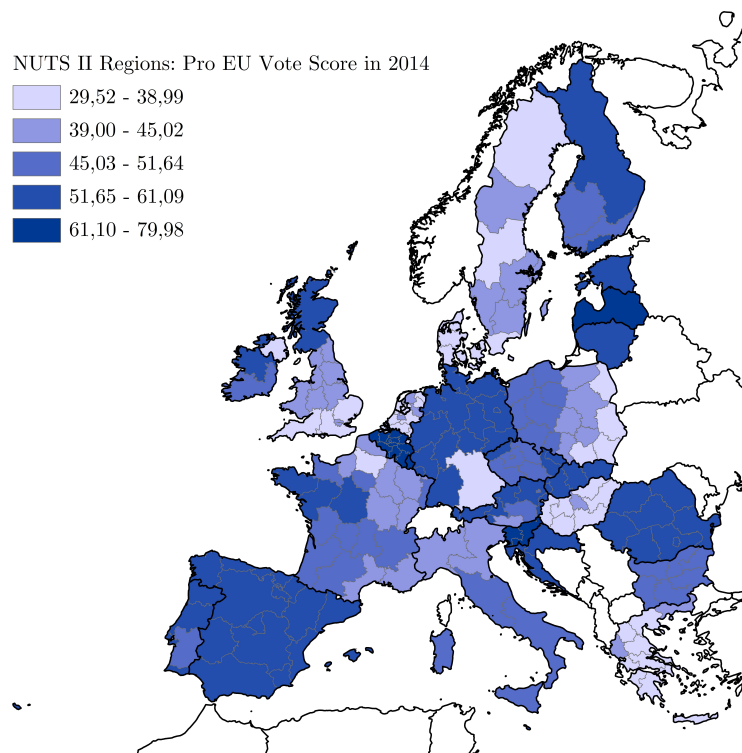 NUTS II Regions: Pro EU Vote Score in 2014
29,52 - 38,99
39,00 - 45,02
45,03 - 51,64
51,65 - 61,09
61,10 - 79,98